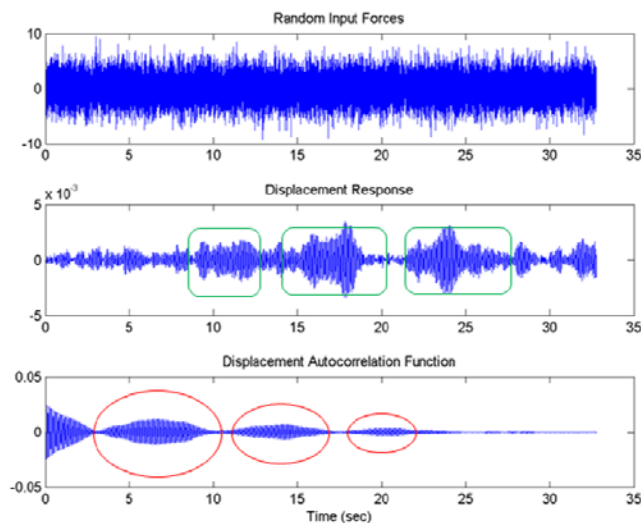 Random Input Forces
10
0
-10
0 5 10 15 20 25 30 35
Displacement Response
x 10-3
5
0
-5
0 5 10 15 20 25 30 35
Displacement Autocorrelation Function
0.05
0
-0.05
0 5 10 15 20 25 30 35
Time (sec)